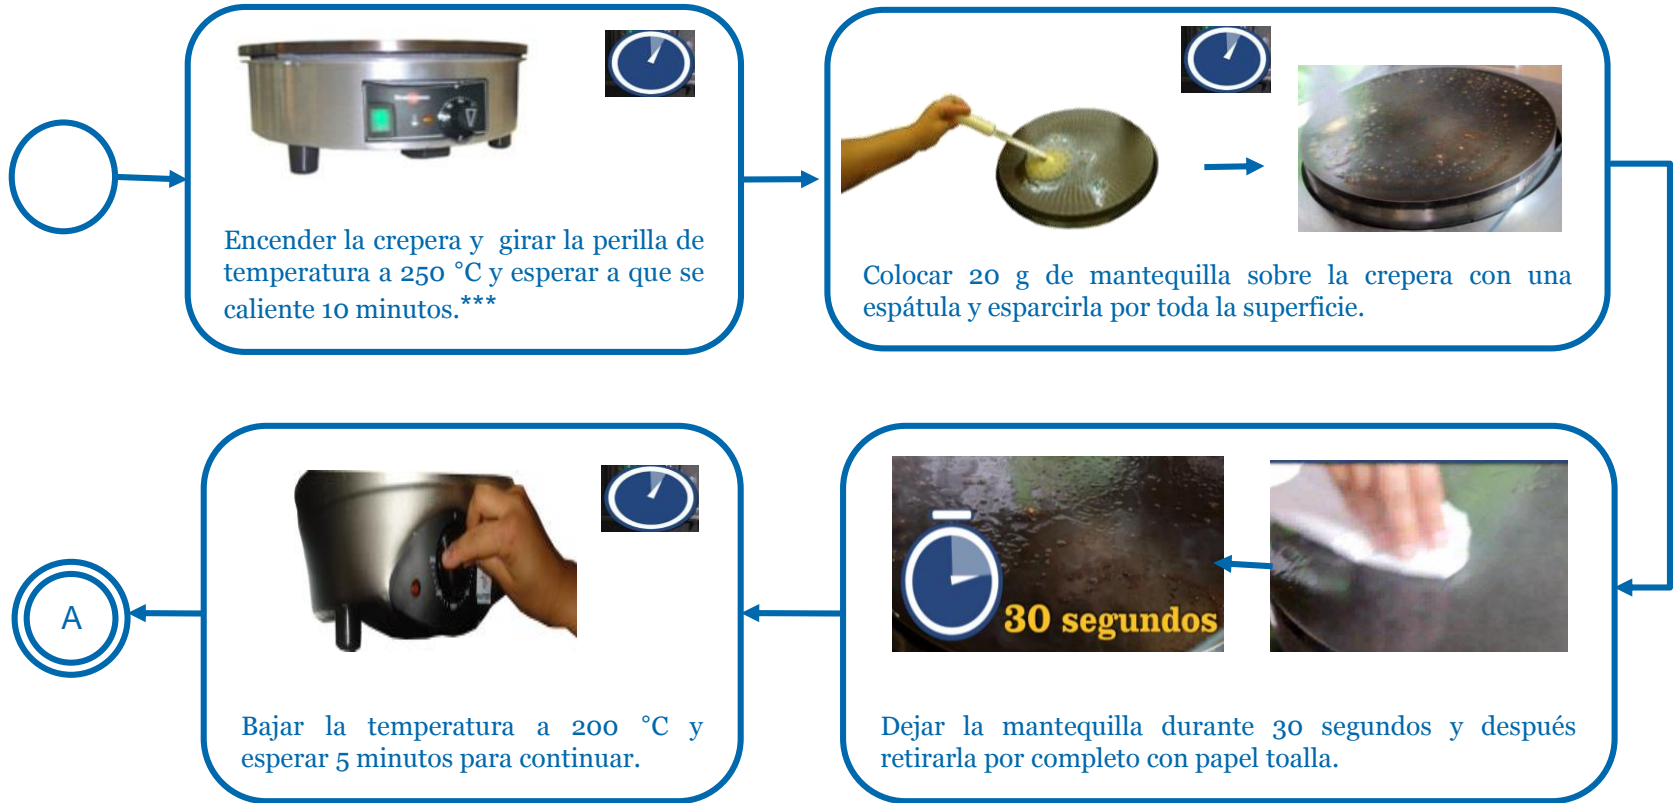 Encender la crepera y girar la perilla de
temperatura a 250 °C y esperar a que se
caliente 10 minutos.***
Colocar 20 g de mantequilla sobre la crepera con una
espátula y esparcirla por toda la superficie.
30 segundos
Dejar la mantequilla durante 30 segundos y después
retirarla por completo con papel toalla.
Bajar la temperatura a 200 °C y
esperar 5 minutos para continuar.
A